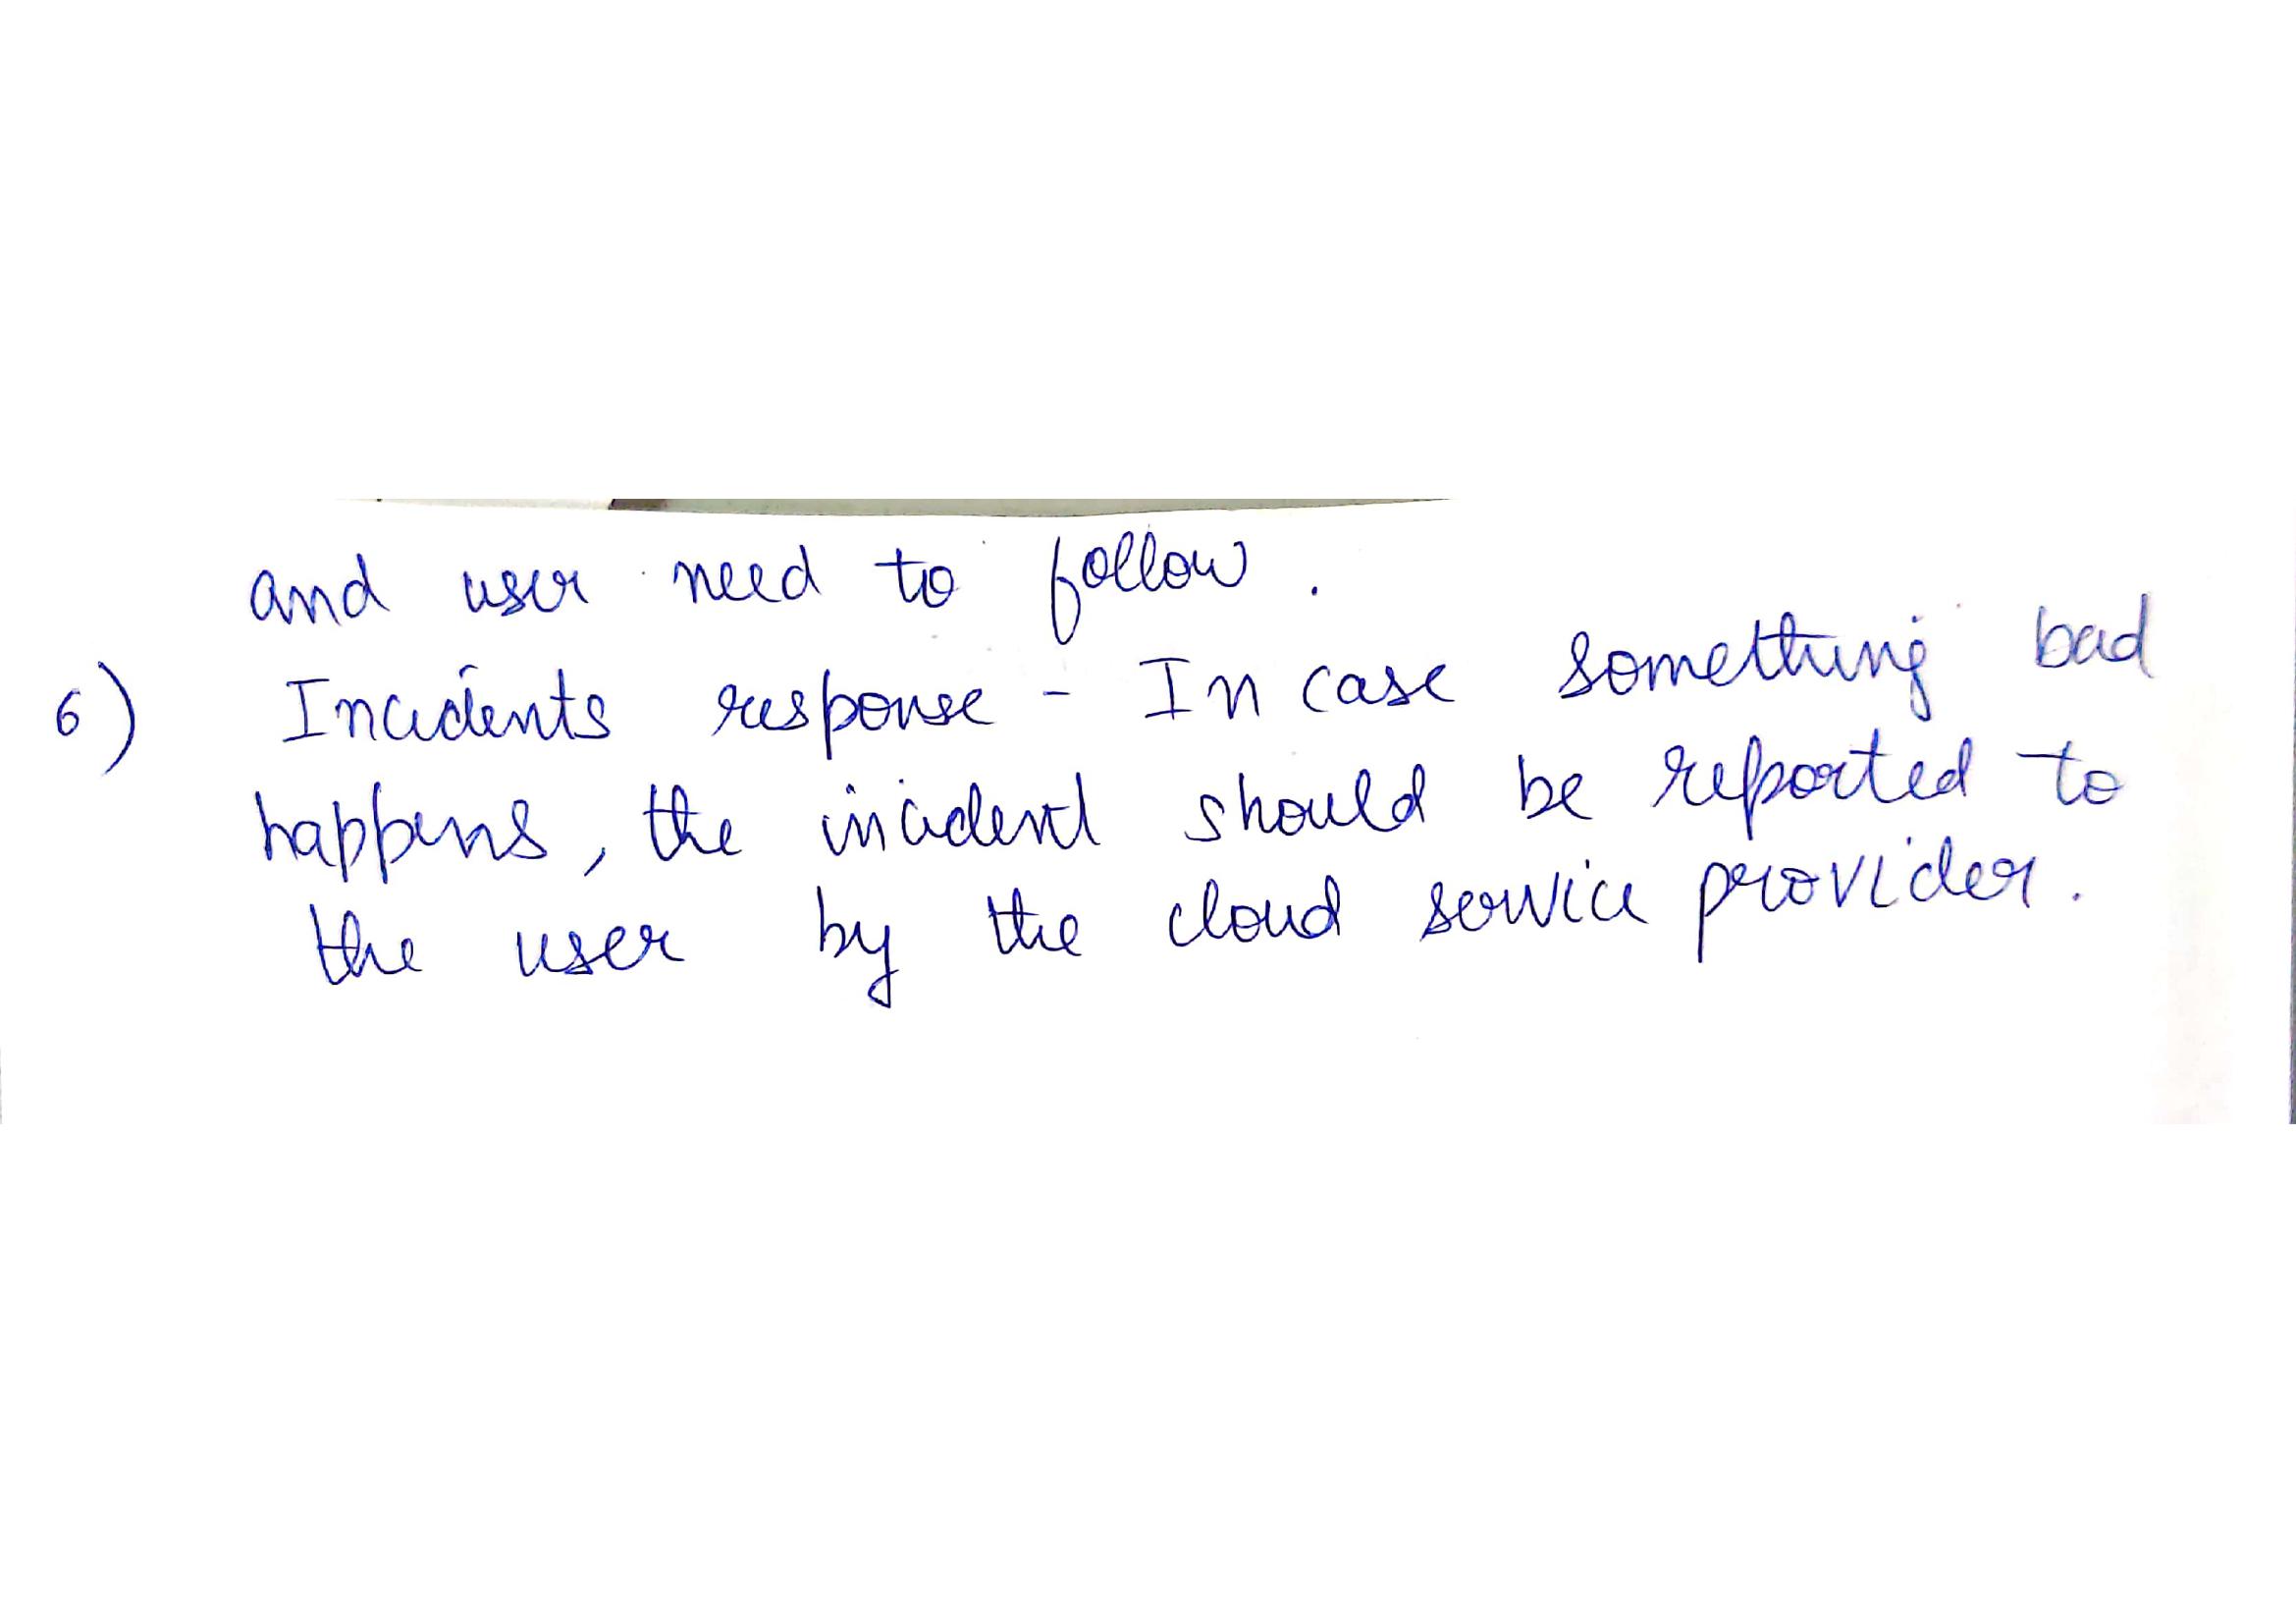 and user need to follow.
6) Incidents response - In case something bad
happens, the incident should be reported to
the user by the cloud service provider.